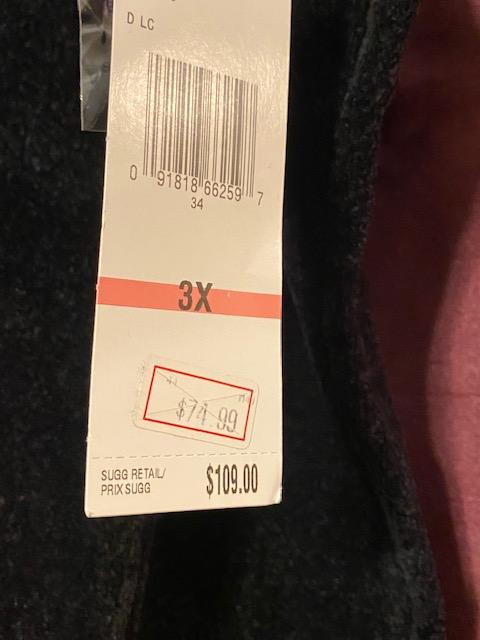 D LC
0 91818 66259 7
34
3X
$74.99
SUGG RETAIL/
PRIX SUGG
$109.00